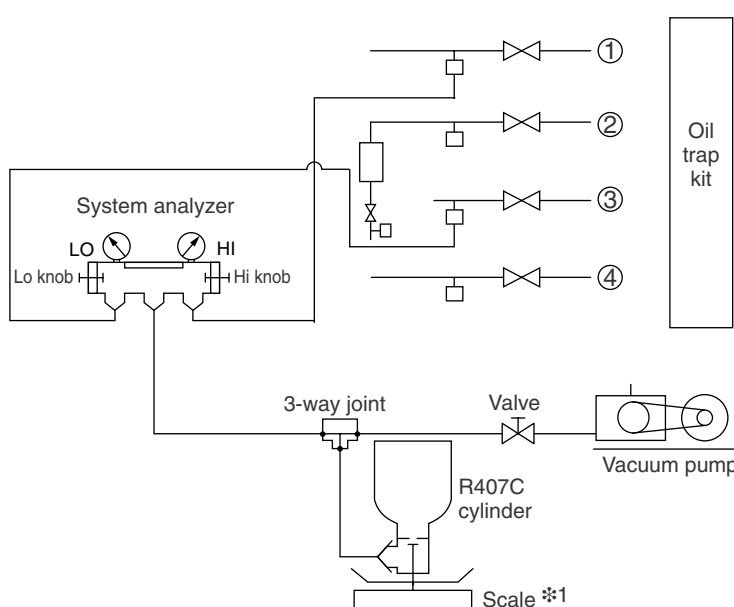 ①
②
Oil
trap
kit
③
System analyzer
LO
HI
Lo knob
Hi knob
④
3-way joint
Valve
Vacuum pump
R407C
cylinder
Scale ✻1